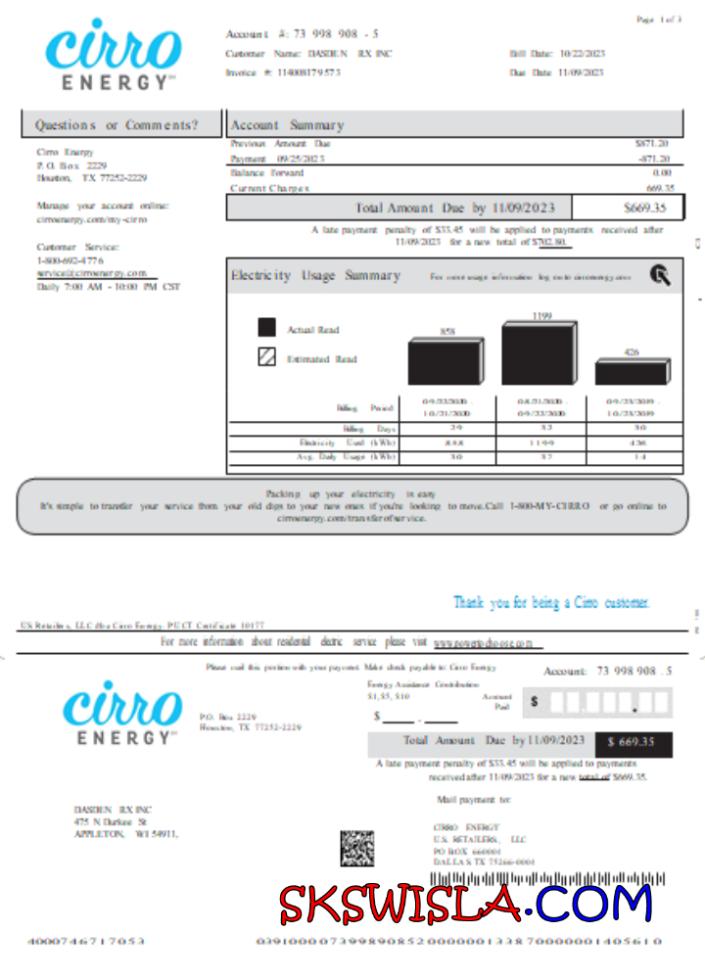 Page 1 of 3
cirro
ENERGY
Account #: 73 998 908 - 5
Customer Name: DASDEN RX INC
Bill Date: 10/22/2023
Invoice #: 114008179573
Due Date 11/09/2023
Questions or Comments?
Account Summary
Cirro Energy
P. O. Box 2229
Houston, TX 77252-2229
Manage your account online:
cirroenergy.com/my-cirro
Customer Service:
1-800-692-4776
service@cirroenergy.com
Daily 7:00 AM - 10:00 PM CST
Previous Amount Due $871.20
Payment 09/25/2023 -871.20
Balance Forward 0.00
Current Charges 669.35
Total Amount Due by 11/09/2023 $669.35
A late payment penalty of $33.45 will be applied to payments received after
11/09/2023 for a new total of $702.80.
Electricity Usage Summary
For more usage information log on to cirroenergy.com
Actual Read
Estimated Read
858
1199
426
Billing Period
09/22/2020 - 08/21/2020 - 09/23/2019 -
10/21/2020 09/22/2020 10/23/2019
Billing Days 29 32 30
Electricity Used (kWh) 1199 426
Avg. Daily Usage (kWh) 30 37 14
Packing up your electricity is easy
It's simple to transfer your service from your old digs to your new ones if you're looking to move.Call 1-800-MY-CIRRO or go online to
cirroenergy.com/transferofservice.
Thank you for being a Cirro customer.
US Retailers, LLC dba Cirro Energy. PUCT Certificate 10177
For more information about residential electric service please visit www.powertochoose.com
Please mail this portion with your payment. Make check payable to: Cirro Energy
Account: 73 998 908 . 5
cirro
ENERGY
P.O. Box 2229
Houston, TX 77252-2229
Energy Assistance Contribution
$1, $5, $10
$ ____ . ____
Amount
Paid
$
Total Amount Due by 11/09/2023 $ 669.35
A late payment penalty of $33.45 will be applied to payments
received after 11/09/2023 for a new total of $669.35.
Mail payment to:
DASDEN RX INC
475 N Durkee St
APPLETON, WI 54911,
CIRRO ENERGY
U.S. RETAILERS, LLC
PO BOX 660004
DALLAS TX 75266-0004
SKSWISLA.COM
4000746717053